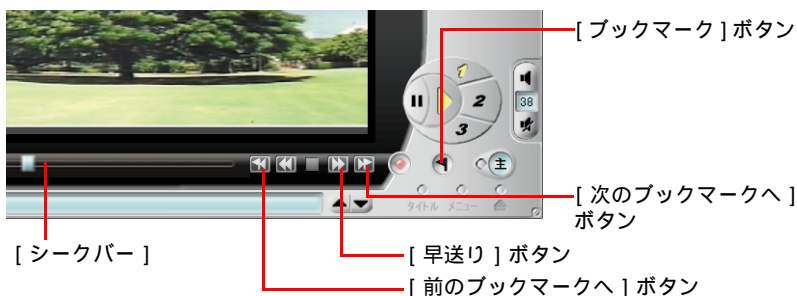 [ ブックマーク ] ボタン
1
2
3
38
主
タイトル メニュー
[ 次のブックマークへ ]
ボタン
[ シークバー ]
[ 早送り ] ボタン
[ 前のブックマークへ ] ボタン